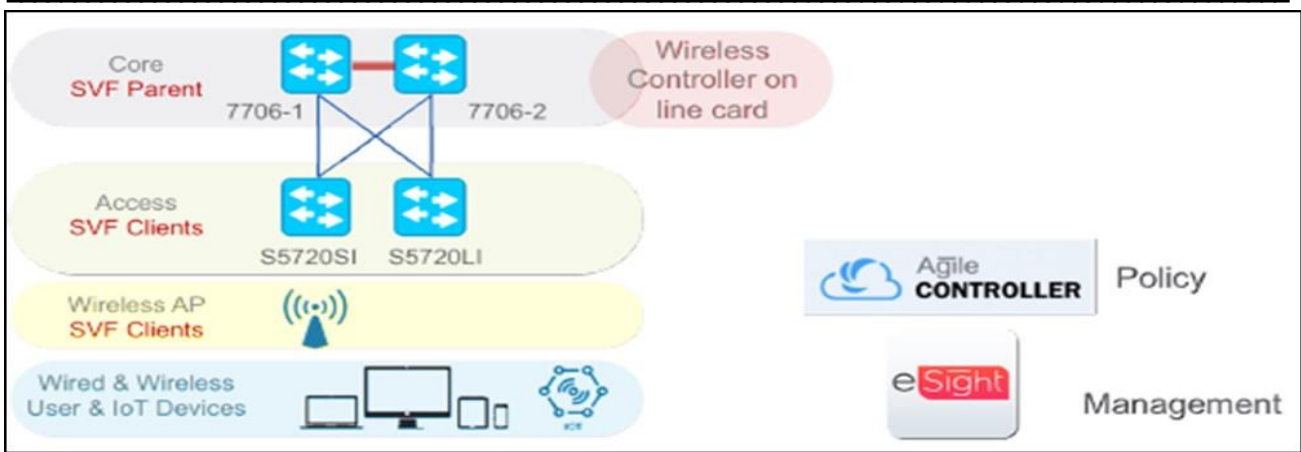 Core
SVF Parent
7706-1
7706-2
Wireless
Controller on
line card
Access
SVF Clients
S5720SI
S5720LI
Wireless AP
SVF Clients
Wired & Wireless
User & IoT Devices
Agile
CONTROLLER
Policy
eSight
Management